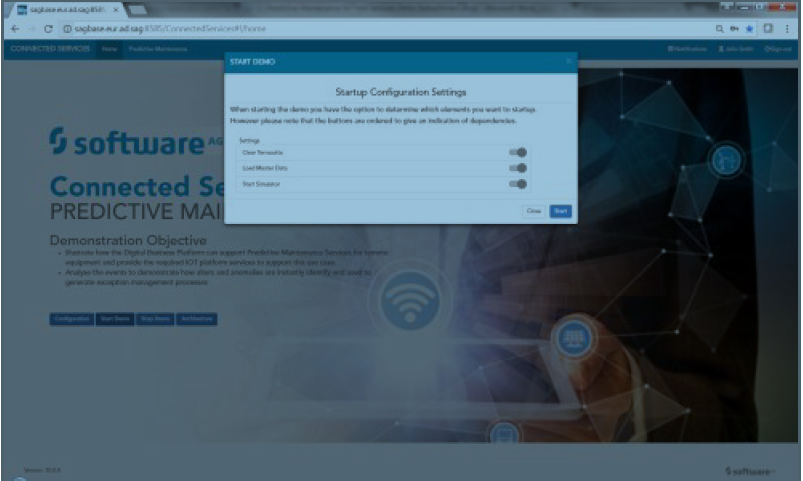 sagbase.eur.ad.sag:8585
sagbase.eur.ad.sag:8585/ConnectedServices#!/home
CONNECTED SERVICES Home Predictive Maintenance
Notifications John Smith Sign out
START DEMO
Startup Configuration Settings
When starting the demo you have the option to determine which elements you want to startup.
However please note that the buttons are ordered to give an indication of dependencies.
Settings
Clear Terracotta
Load Master Data
Start Simulator
Close Start
software AG
Connected Se
PREDICTIVE MAI
Demonstration Objective
Illustrate how the Digital Business Platform can support Predictive Maintenance Services for remote
equipment and provide the required IOT platform services to support this use case.
Analyse the events to demonstrate how alerts and anomalies are instantly identify and used to
generate exception management processes
Configuration Start Demo Stop Demo Architecture
Version
software